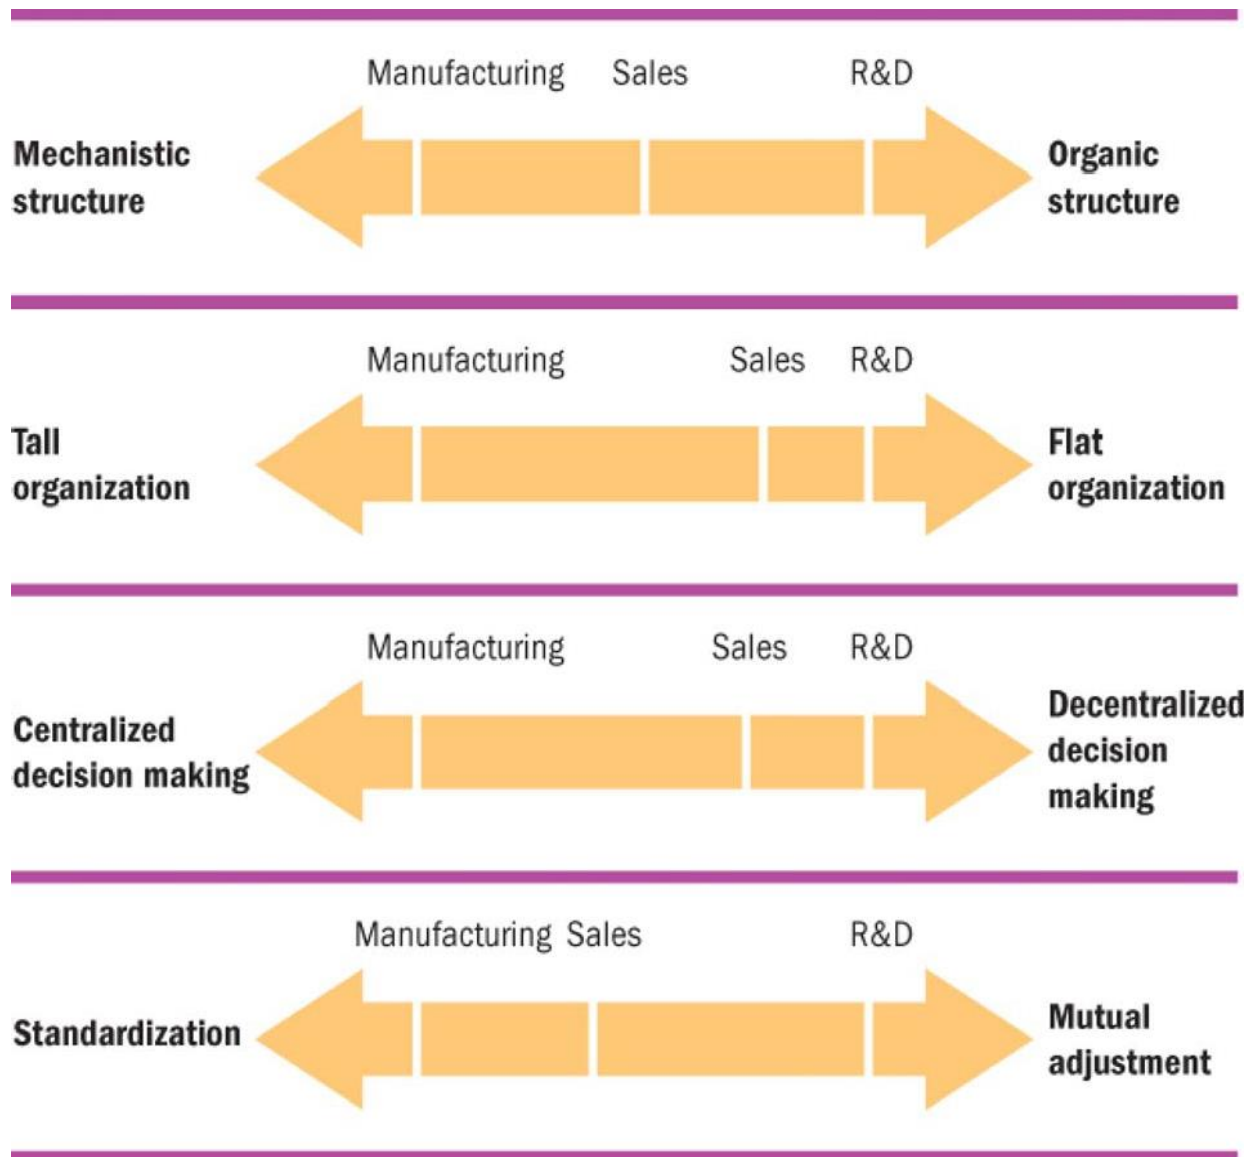 Manufacturing Sales R&D
Mechanistic
structure
Organic
structure
Manufacturing Sales R&D
Tall
organization
Flat
organization
Manufacturing Sales R&D
Centralized
decision making
Decentralized
decision
making
Manufacturing Sales R&D
Standardization
Mutual
adjustment